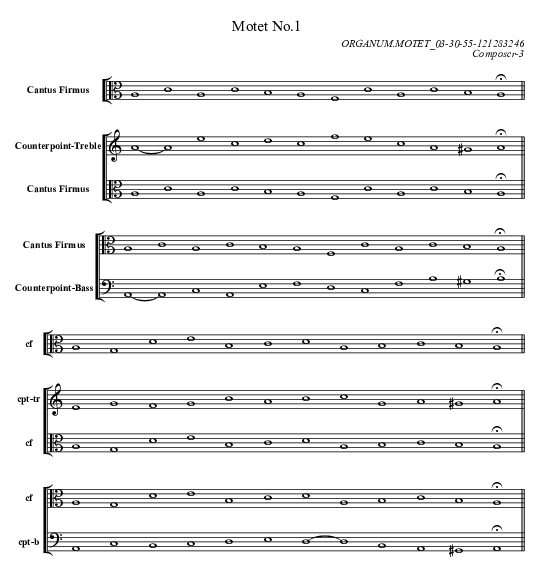 Motet No.1
ORGANUM.MOTET_03-30-55-121283246
Composer-3
Cantus Firmus
Counterpoint-Treble
Cantus Firmus
Cantus Firmus
Counterpoint-Bass
cf
cpt-tr
cf
cf
cpt-b